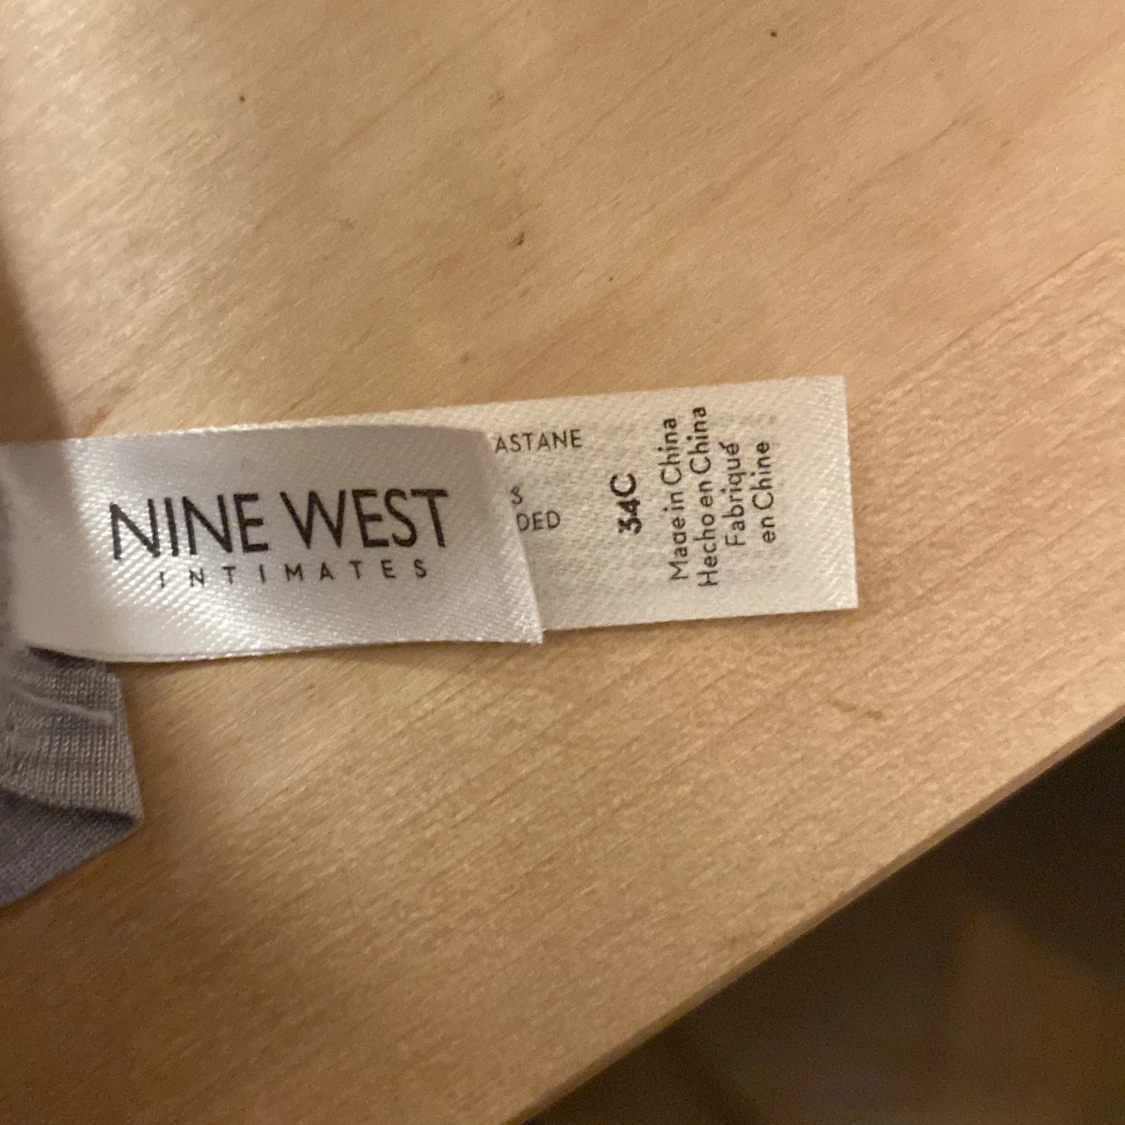 NINE WEST
INTIMATES
ASTANE
S
DED
34C
Made in China
Hecho en China
Fabriqué
en Chine